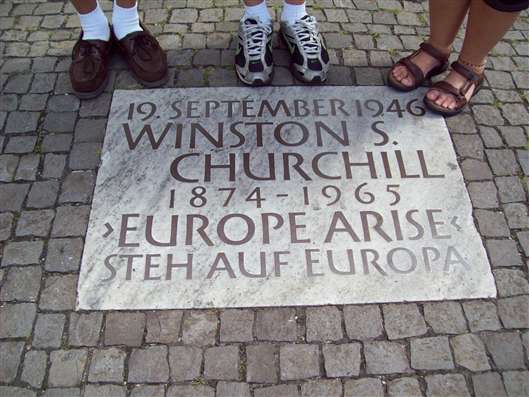 19. SEPTEMBER 1946
WINSTON S.
CHURCHILL
1874-1965
›EUROPE ARISE‹
STEH AUF EUROPA